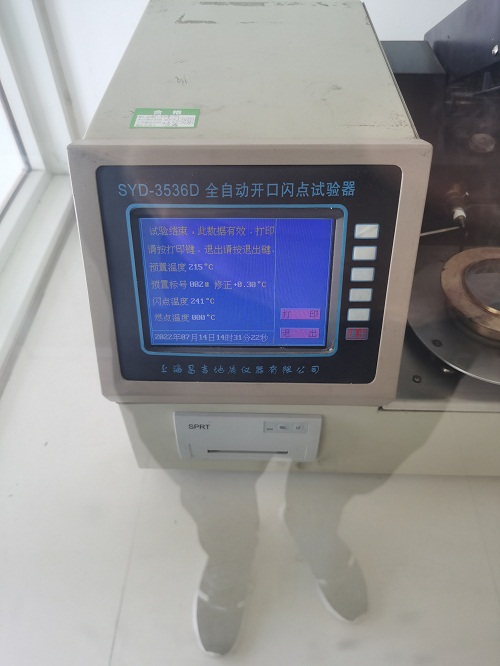 合格
SYD-3536D 全自动开口闪点试验器
试验结束，此数据有效，打印
请按打印键，退出请按退出键。
预置温度 215°C
预置标号 002# 修正+0.30°C
闪点温度 241°C
燃点温度 000°C
打 印
退 出
2022年07月14日14时31分22秒
上海昌吉地质仪器有限公司
SPRT